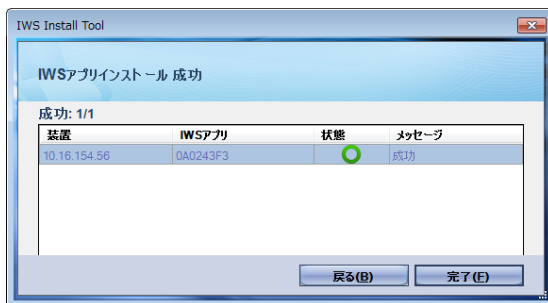 IWS Install Tool
IWSアプリインストール 成功
成功: 1/1
装置 IWSアプリ 状態 メッセージ
10.16.154.56 0A0243F3 成功
戻る(B) 完了(F)